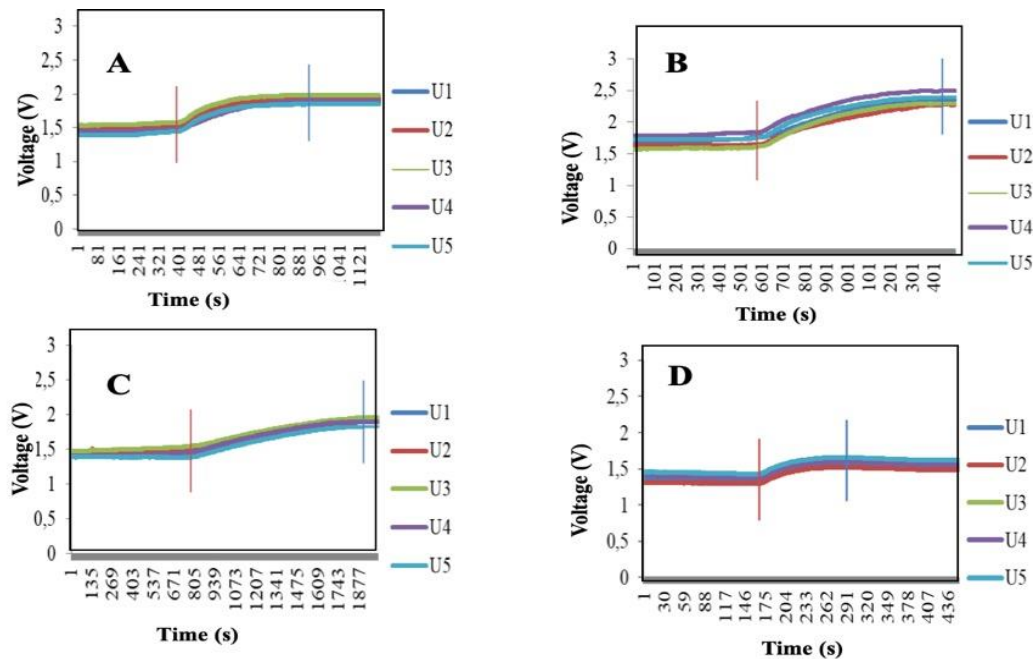 A
3
2,5
2
1,5
1
0,5
0
Voltage (V)
1 81 161 241 321 401 481 561 641 721 801 881 961 1041 1121
Time (s)
U1
U2
U3
U4
U5
B
3
2,5
2
1,5
1
0,5
0
Voltage (V)
1 101 201 301 401 501 601 701 801 901 001 101 201 301 401
Time (s)
U1
U2
U3
U4
U5
C
3
2,5
2
1,5
1
0,5
0
Voltage (V)
1 135 269 403 537 671 805 939 1073 1207 1341 1475 1609 1743 1877
Time (s)
U1
U2
U3
U4
U5
D
3
2,5
2
1,5
1
0,5
0
Voltage (V)
1 30 59 88 117 146 175 204 233 262 291 320 349 378 407 436
Time (s)
U1
U2
U3
U4
U5